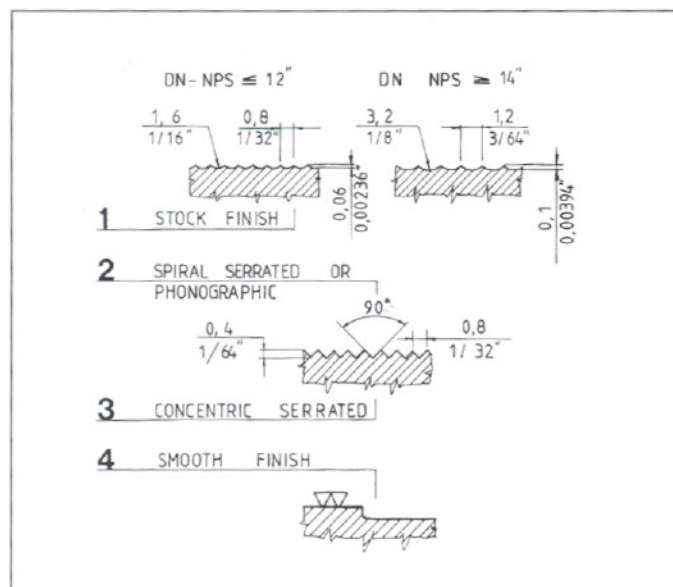 DN-NPS ≤ 12"
DN NPS ≥ 14"
1,6
1/16"
0,8
1/32"
3,2
1/8"
1,2
3/64"
0,06
0,00236"
0,1
0,00394"
1 STOCK FINISH
2 SPIRAL SERRATED OR
PHONOGRAPHIC
90°
0,4
1/64"
0,8
1/32"
3 CONCENTRIC SERRATED
4 SMOOTH FINISH